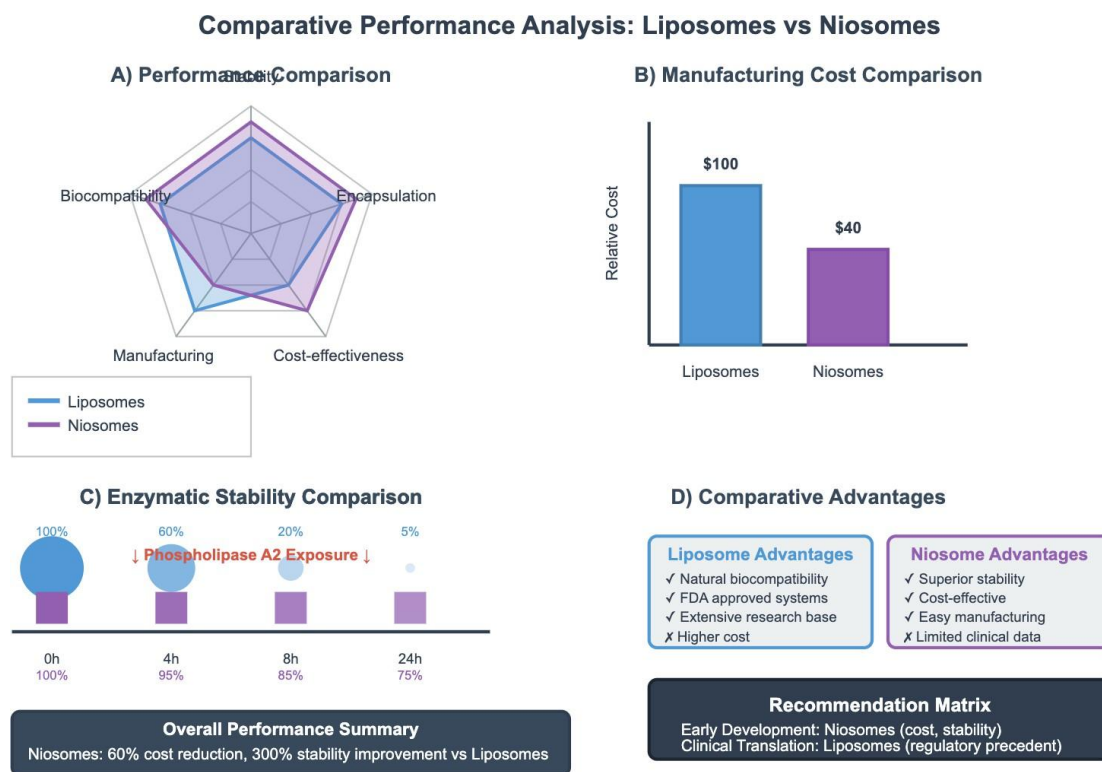 Comparative Performance Analysis: Liposomes vs Niosomes
A) Performance Comparison
Stability
Biocompatibility
Encapsulation
Manufacturing
Cost-effectiveness
Liposomes
Niosomes
B) Manufacturing Cost Comparison
Relative Cost
$100
$40
Liposomes
Niosomes
C) Enzymatic Stability Comparison
100%
60%
20%
5%
↓ Phospholipase A2 Exposure ↓
0h
4h
8h
24h
100%
95%
85%
75%
Overall Performance Summary
Niosomes: 60% cost reduction, 300% stability improvement vs Liposomes
D) Comparative Advantages
Liposome Advantages
✓ Natural biocompatibility
✓ FDA approved systems
✓ Extensive research base
✗ Higher cost
Niosome Advantages
✓ Superior stability
✓ Cost-effective
✓ Easy manufacturing
✗ Limited clinical data
Recommendation Matrix
Early Development: Niosomes (cost, stability)
Clinical Translation: Liposomes (regulatory precedent)